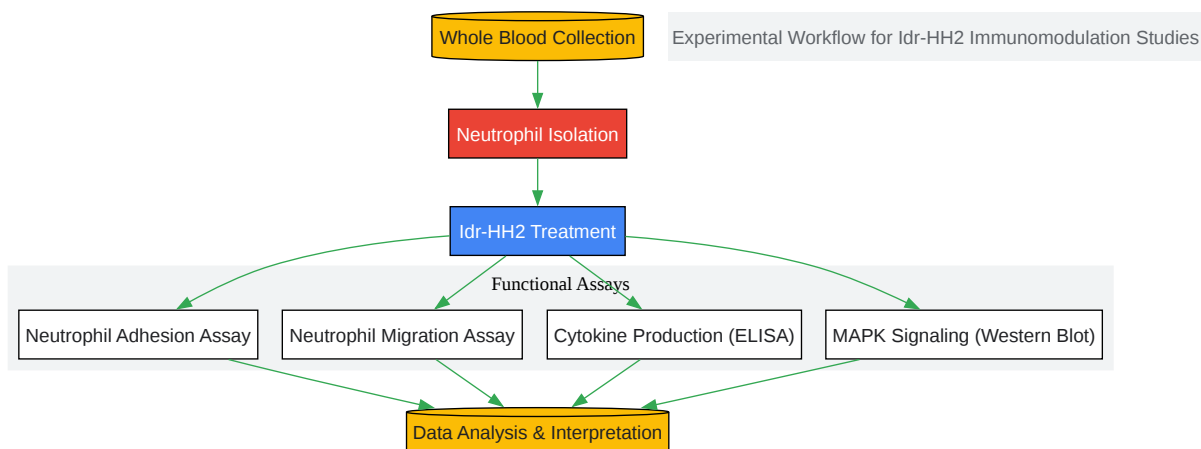 Whole Blood Collection
Experimental Workflow for Idr-HH2 Immunomodulation Studies
Neutrophil Isolation
Idr-HH2 Treatment
Functional Assays
Neutrophil Adhesion Assay
Neutrophil Migration Assay
Cytokine Production (ELISA)
MAPK Signaling (Western Blot)
Data Analysis & Interpretation